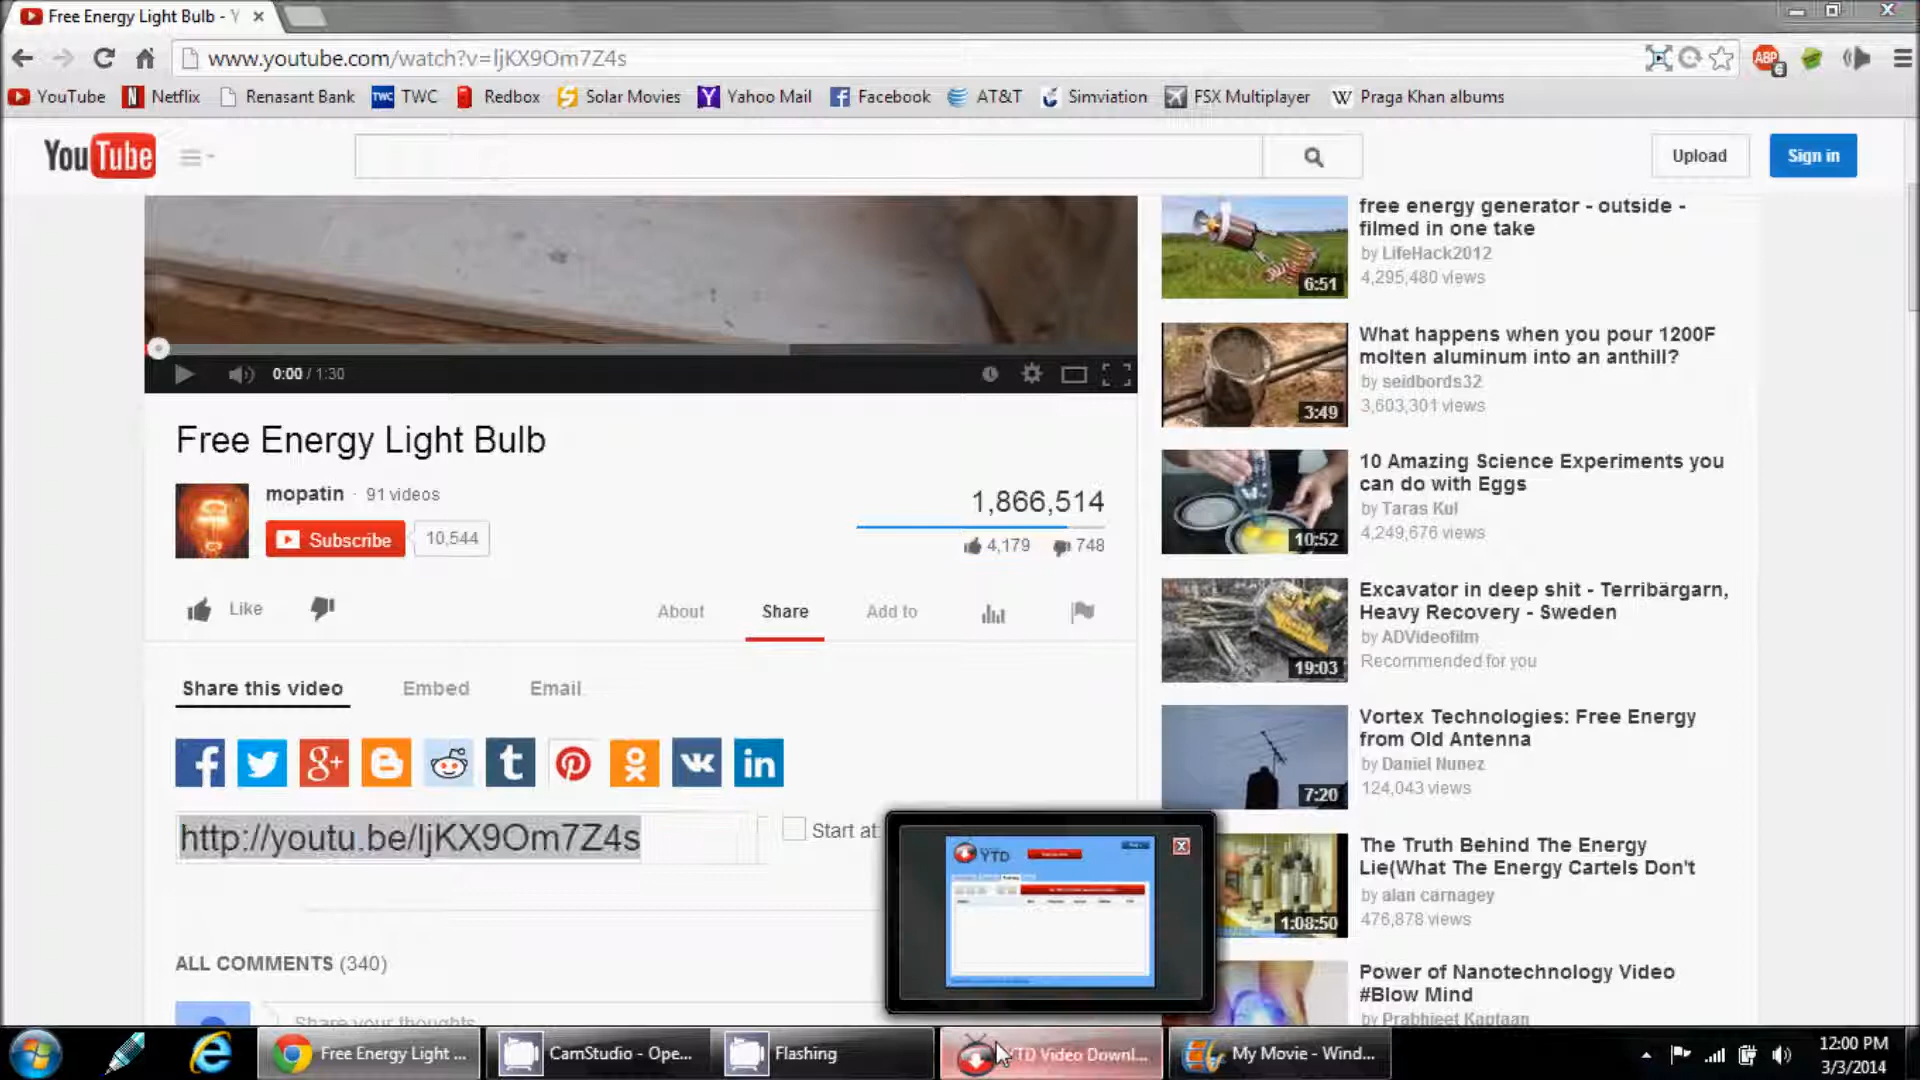 Free Energy Light Bulb - Y
www.youtube.com/watch?v=ljKX9Om7Z4s
ABP
6
YouTube
Netflix
Renasant Bank
TWC
TWC
Redbox
Solar Movies
Yahoo Mail
Facebook
AT&T
Simviation
FSX Multiplayer
W
Praga Khan albums
YouTube
Upload
Sign in
0:00 / 1:30
Free Energy Light Bulb
mopatin · 91 videos
Subscribe
10,544
1,866,514
4,179
748
Like
About
Share
Add to
Share this video
Embed
Email
http://youtu.be/ljKX9Om7Z4s
Start at
ALL COMMENTS (340)
Share your thoughts
free energy generator - outside -
filmed in one take
by LifeHack2012
4,295,480 views
6:51
What happens when you pour 1200F
molten aluminum into an anthill?
by seidbords32
3,603,301 views
3:49
10 Amazing Science Experiments you
can do with Eggs
by Taras Kul
4,249,676 views
10:52
Excavator in deep shit - Terribärgarn,
Heavy Recovery - Sweden
by ADVideofilm
Recommended for you
19:03
Vortex Technologies: Free Energy
from Old Antenna
by Daniel Nunez
124,043 views
7:20
The Truth Behind The Energy
Lie(What The Energy Cartels Don't
by alan carnagey
476,878 views
1:08:50
Power of Nanotechnology Video
#Blow Mind
by Prabhjeet Kaptaan
YTD
Free Energy Light ...
CamStudio - Ope...
Flashing
YTD Video Downl...
My Movie - Wind...
12:00 PM
3/3/2014